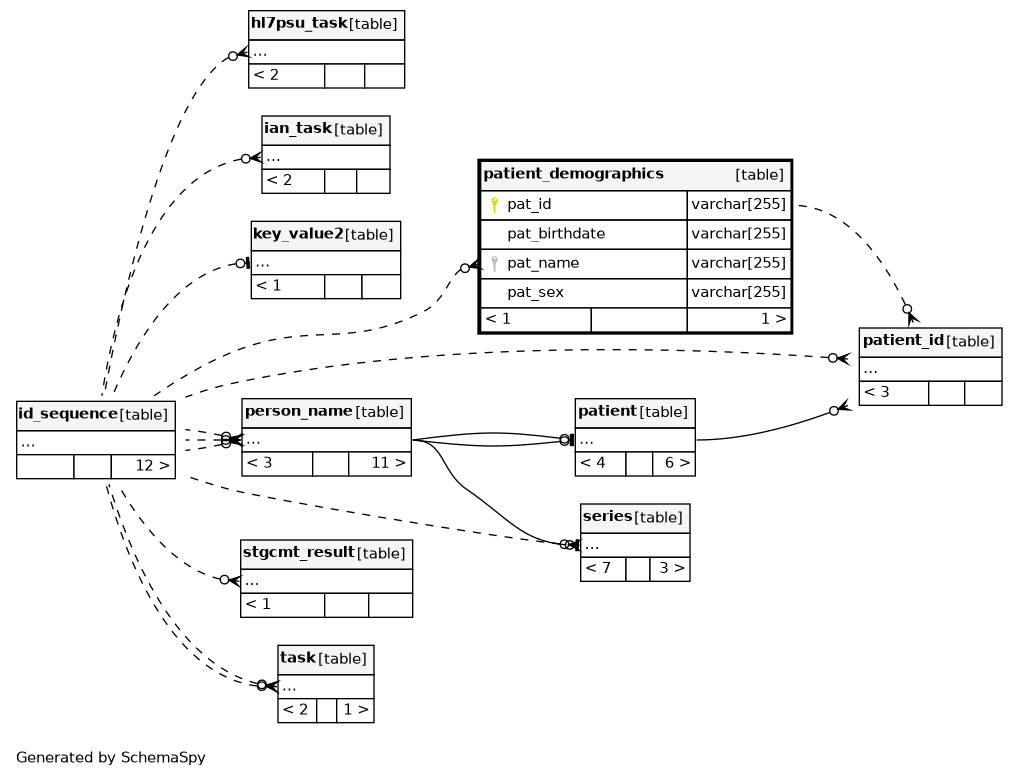 hl7psu_task[table]
...
< 2
ian_task[table]
...
< 2
key_value2[table]
...
< 1
patient_demographics [table]
pat_id varchar[255]
pat_birthdate varchar[255]
pat_name varchar[255]
pat_sex varchar[255]
< 1 1 >
patient_id[table]
...
< 3
id_sequence[table]
...
12 >
person_name[table]
...
< 3 11 >
patient[table]
...
< 4 6 >
series[table]
...
< 7 3 >
stgcmt_result[table]
...
< 1
task[table]
...
< 2 1 >
Generated by SchemaSpy